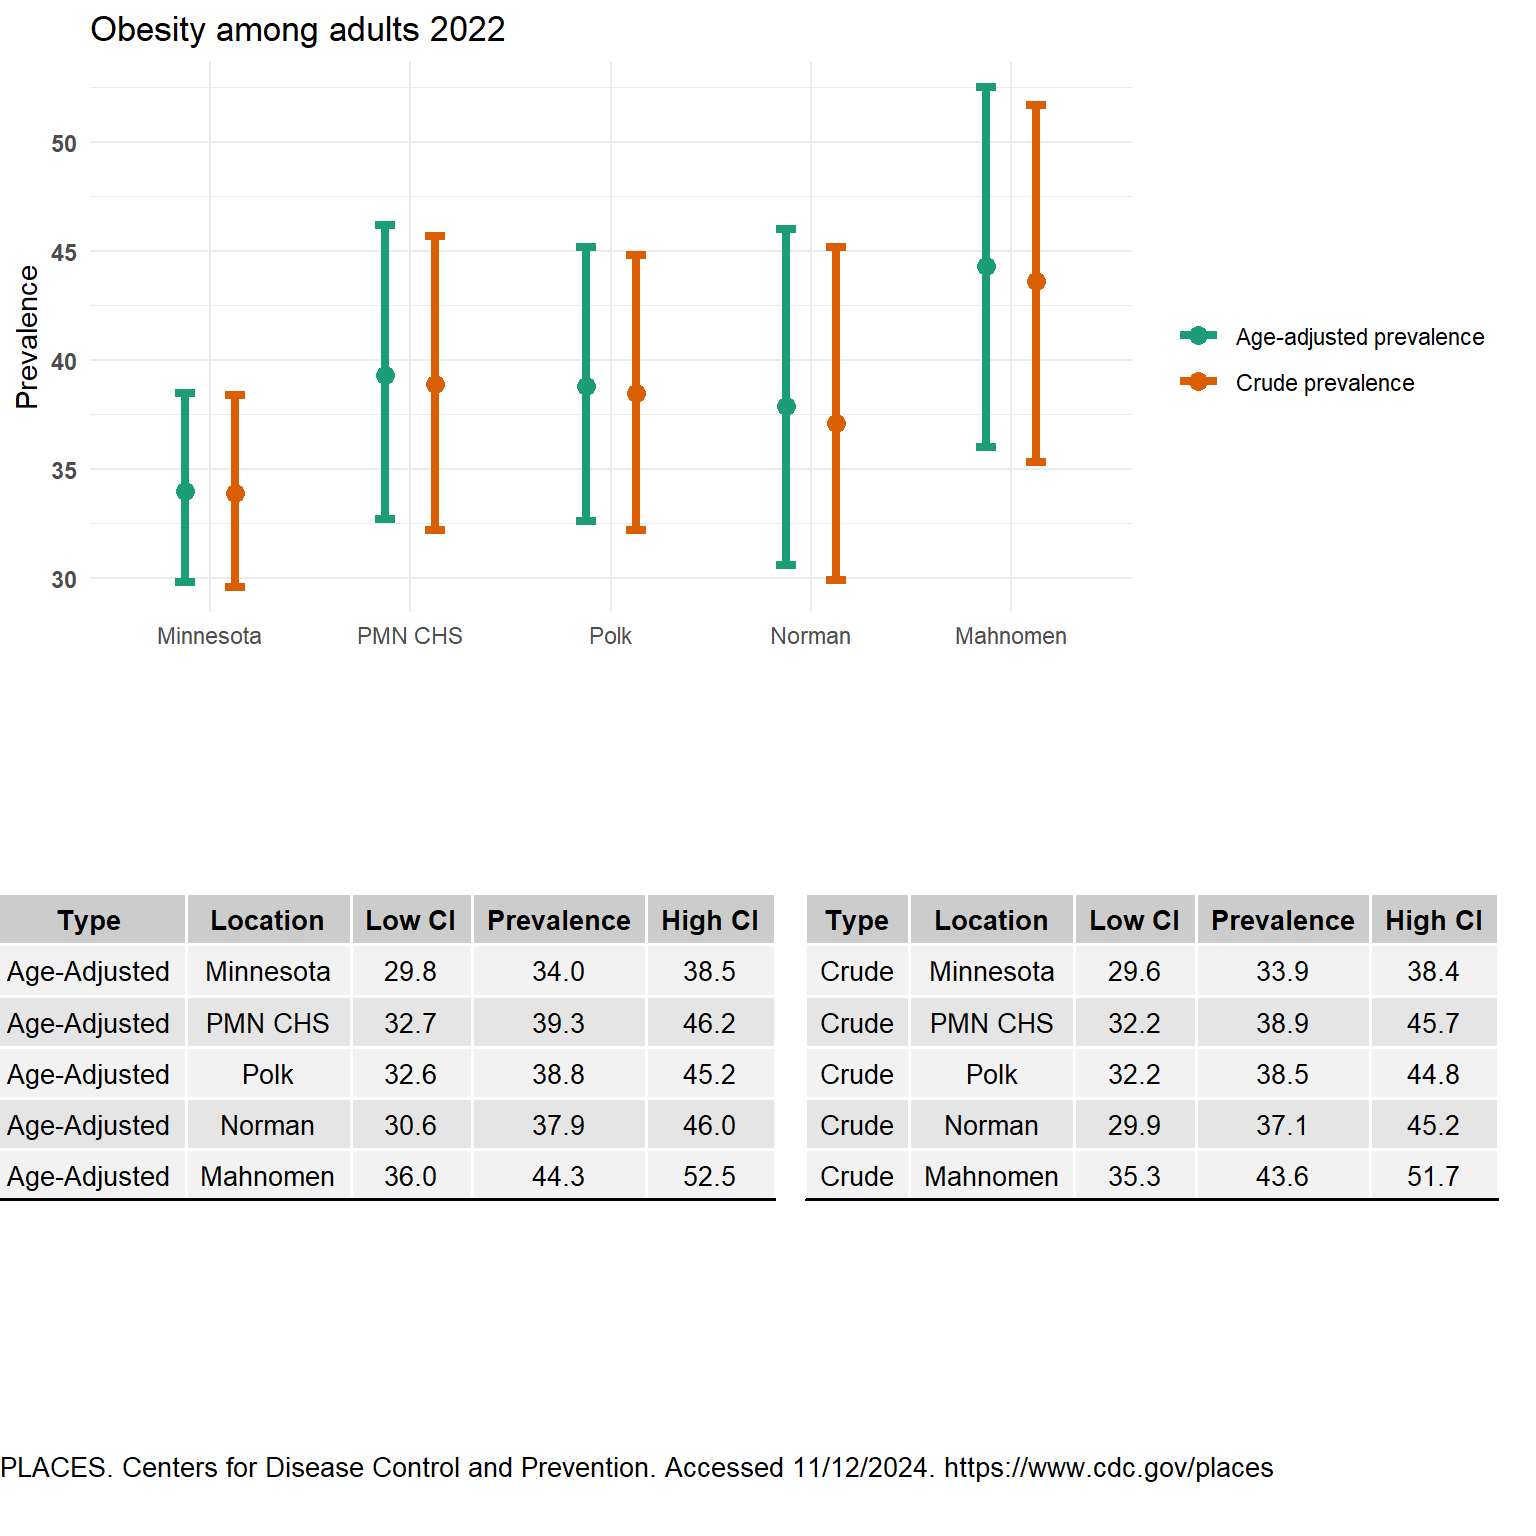 Obesity among adults 2022
Prevalence
50
45
40
35
30
Minnesota PMN CHS Polk Norman Mahnomen
Age-adjusted prevalence
Crude prevalence
Type Location Low CI Prevalence High CI
Age-Adjusted Minnesota 29.8 34.0 38.5
Age-Adjusted PMN CHS 32.7 39.3 46.2
Age-Adjusted Polk 32.6 38.8 45.2
Age-Adjusted Norman 30.6 37.9 46.0
Age-Adjusted Mahnomen 36.0 44.3 52.5
Type Location Low CI Prevalence High CI
Crude Minnesota 29.6 33.9 38.4
Crude PMN CHS 32.2 38.9 45.7
Crude Polk 32.2 38.5 44.8
Crude Norman 29.9 37.1 45.2
Crude Mahnomen 35.3 43.6 51.7
PLACES. Centers for Disease Control and Prevention. Accessed 11/12/2024. https://www.cdc.gov/places